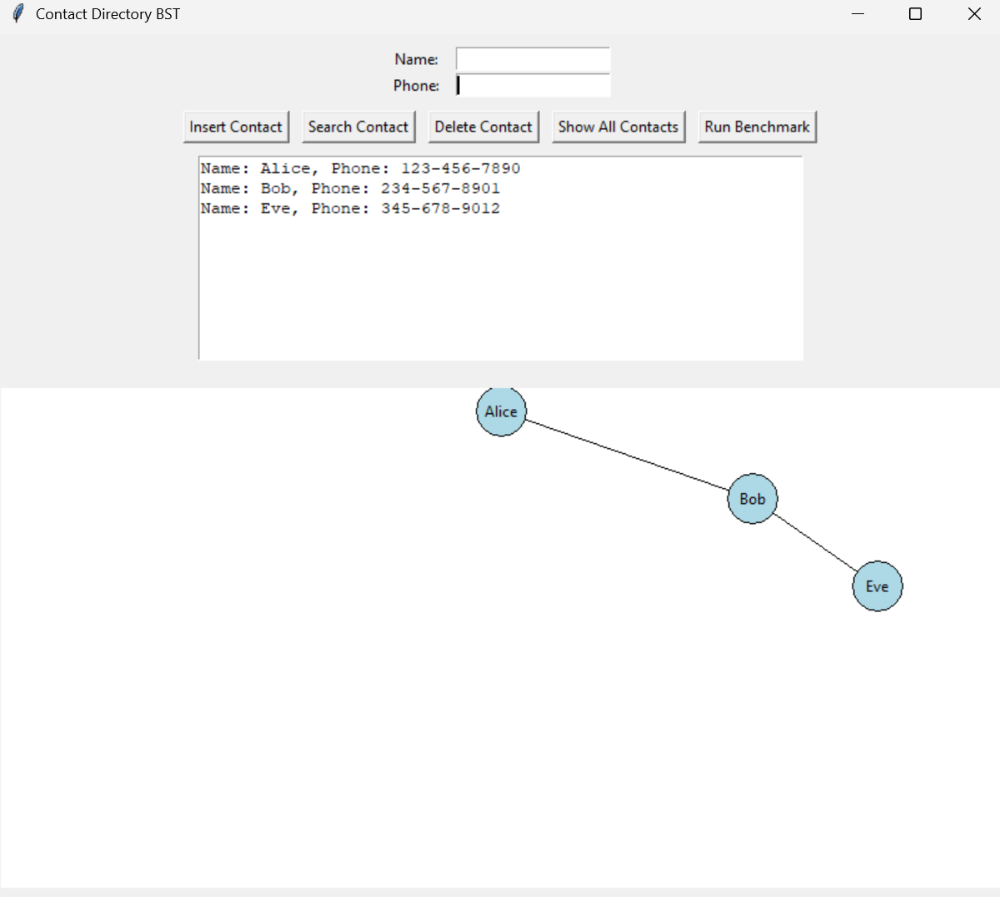 Contact Directory BST
Name:
Phone:
Insert Contact Search Contact Delete Contact Show All Contacts Run Benchmark
Name: Alice, Phone: 123-456-7890
Name: Bob, Phone: 234-567-8901
Name: Eve, Phone: 345-678-9012
Alice
Bob
Eve